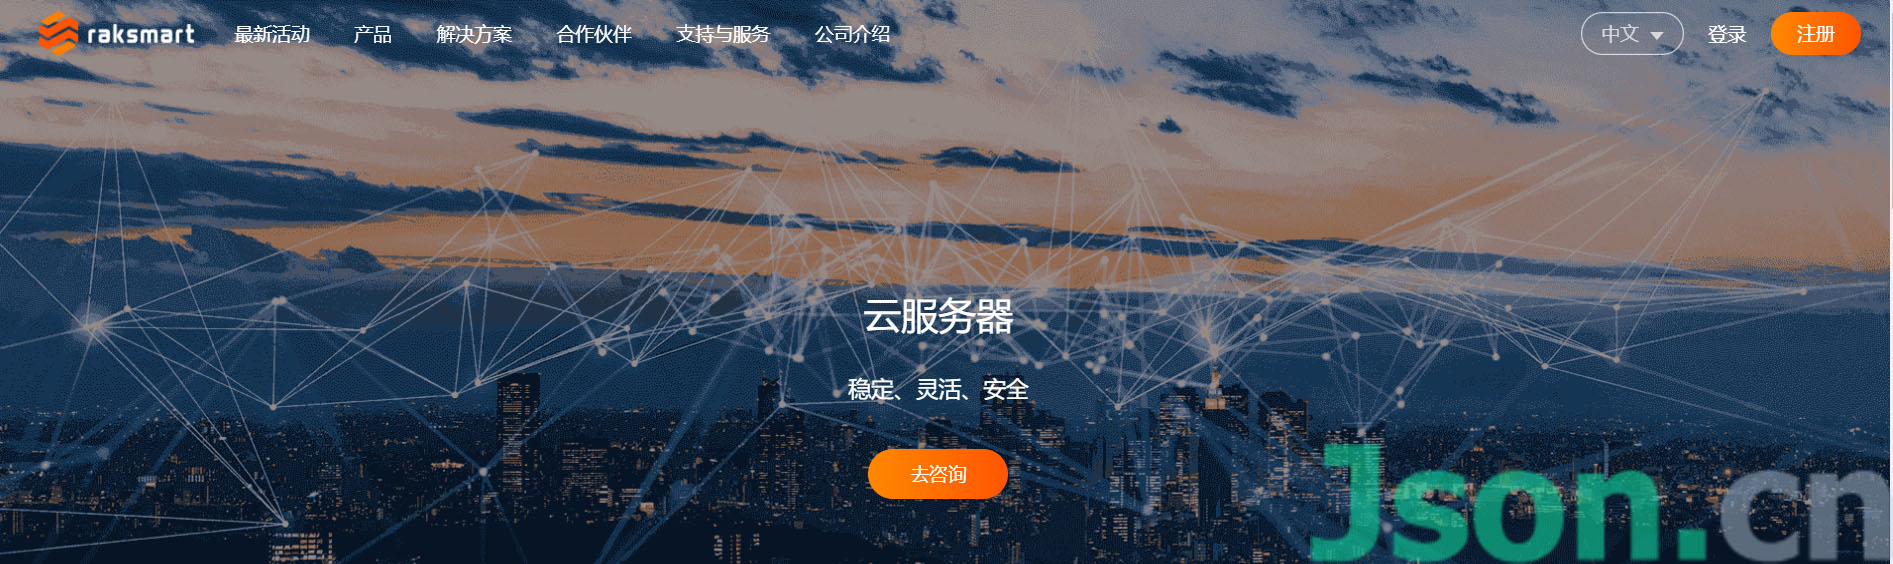 raksmart 最新活动 产品 解决方案 合作伙伴 支持与服务 公司介绍 中文 登录 注册
云服务器
稳定、灵活、安全
去咨询
Json.cn